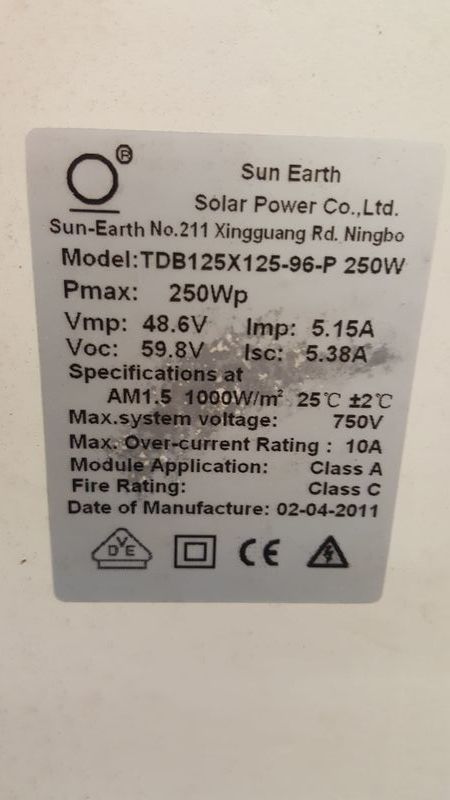 ®
Sun Earth
Solar Power Co.,Ltd.
Sun-Earth No.211 Xingguang Rd. Ningbo
Model:TDB125X125-96-P 250W
Pmax: 250Wp
Vmp: 48.6V Imp: 5.15A
Voc: 59.8V Isc: 5.38A
Specifications at
AM1.5 1000W/m² 25℃ ±2℃
Max.system voltage: 750V
Max. Over-current Rating : 10A
Module Application: Class A
Fire Rating: Class C
Date of Manufacture: 02-04-2011
DVE CE